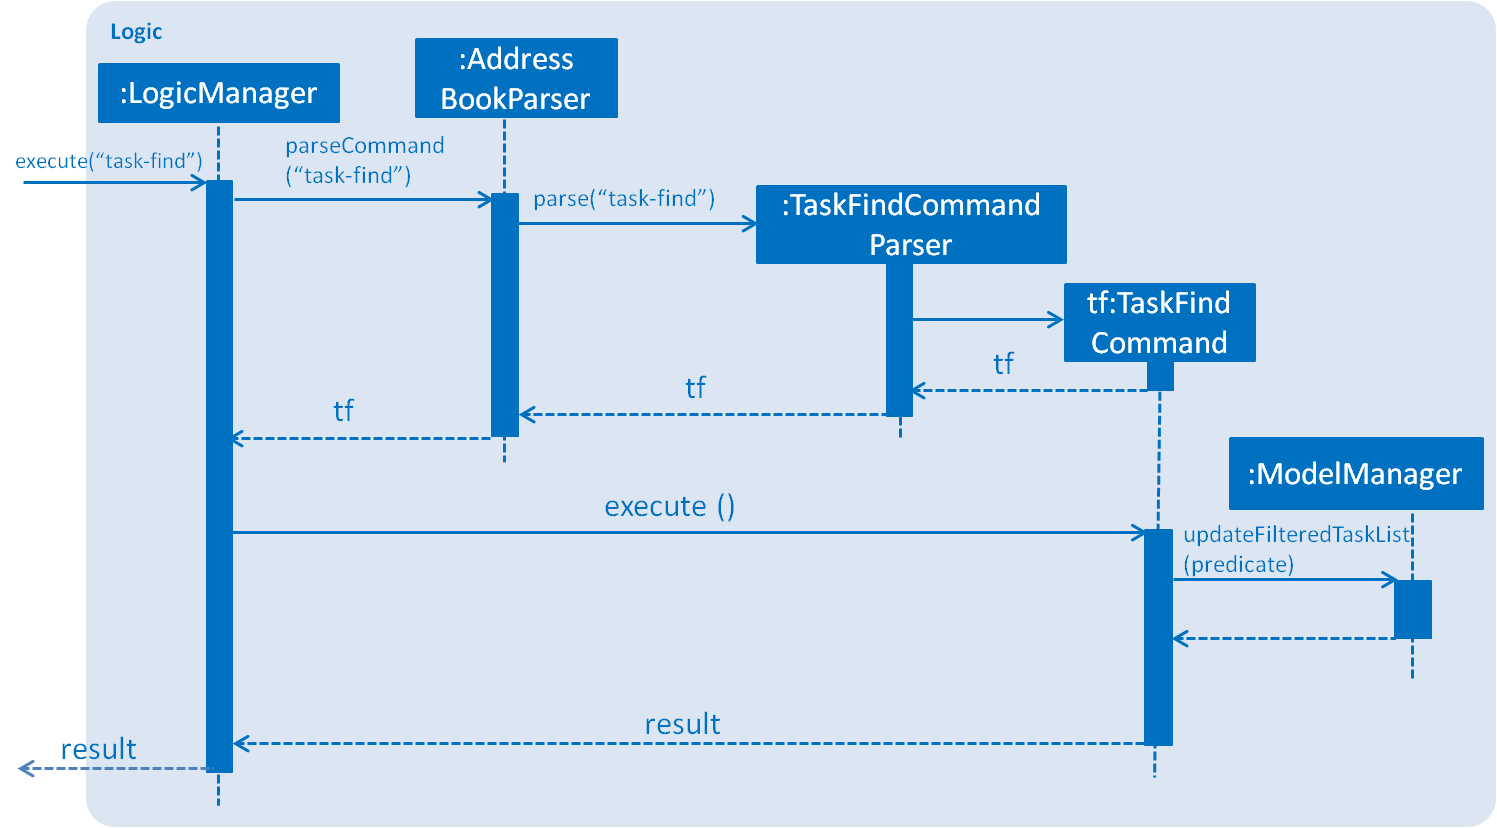 Logic
:LogicManager
:Address
BookParser
execute(“task-find”)
parseCommand
(“task-find”)
parse(“task-find”)
:TaskFindCommand
Parser
tf:TaskFind
Command
tf
tf
tf
:ModelManager
execute ()
updateFilteredTaskList
(predicate)
result
result